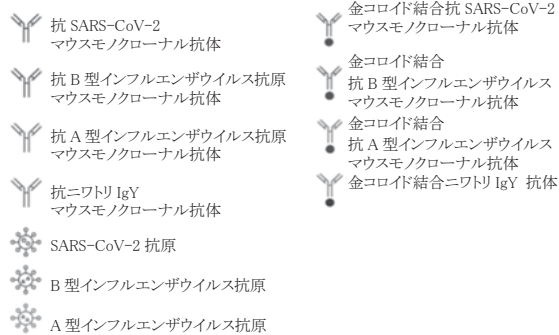 抗 SARS-CoV-2
マウスモノクローナル抗体
抗 B 型インフルエンザウイルス抗原
マウスモノクローナル抗体
抗 A 型インフルエンザウイルス抗原
マウスモノクローナル抗体
抗ニワトリ IgY
マウスモノクローナル抗体
SARS-CoV-2 抗原
B 型インフルエンザウイルス抗原
A 型インフルエンザウイルス抗原
金コロイド結合抗 SARS-CoV-2
マウスモノクローナル抗体
金コロイド結合
抗 B 型インフルエンザウイルス
マウスモノクローナル抗体
金コロイド結合
抗 A 型インフルエンザウイルス
マウスモノクローナル抗体
金コロイド結合ニワトリ IgY 抗体